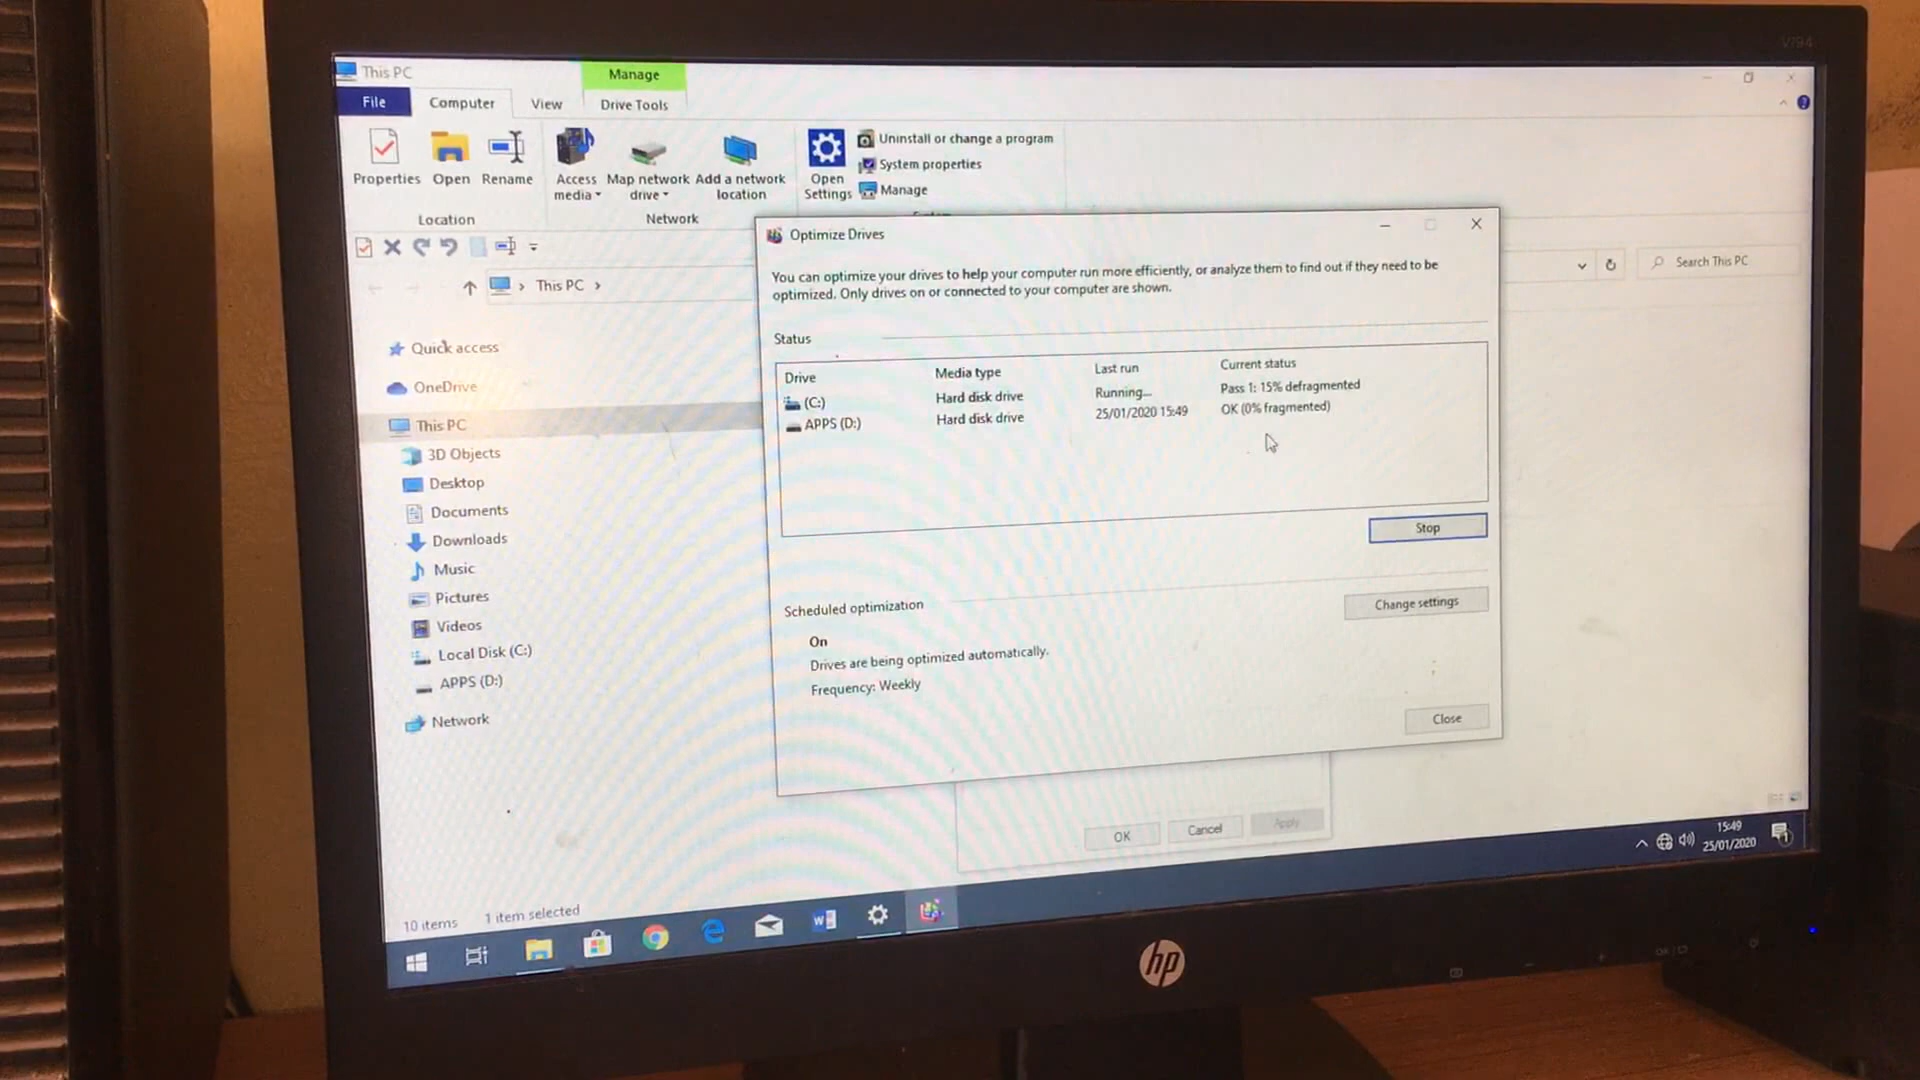 V194
This PC
Manage
File
Computer
View
Drive Tools
Properties
Open
Rename
Access media
Map network drive
Add a network location
Open Settings
Uninstall or change a program
System properties
Manage
Location
Network
This PC
Search This PC
Quick access
OneDrive
This PC
3D Objects
Desktop
Documents
Downloads
Music
Pictures
Videos
Local Disk (C:)
APPS (D:)
Network
10 items
1 item selected
Optimize Drives
You can optimize your drives to help your computer run more efficiently, or analyze them to find out if they need to be
optimized. Only drives on or connected to your computer are shown.
Status
Drive Media type Last run Current status
(C:) Hard disk drive Running... Pass 1: 15% defragmented
APPS (D:) Hard disk drive 25/01/2020 15:49 OK (0% fragmented)
Stop
Scheduled optimization
Change settings
On
Drives are being optimized automatically.
Frequency: Weekly
Close
OK
Cancel
Apply
15:49
25/01/2020
1
hp